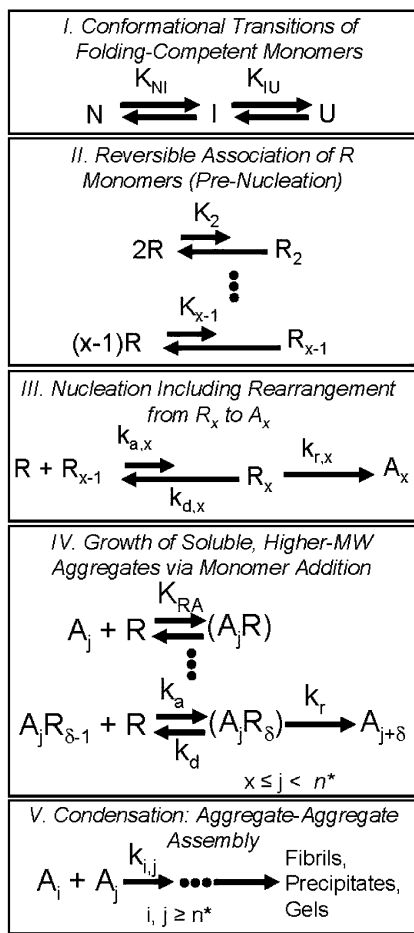 I. Conformational Transitions of
Folding-Competent Monomers
K_NI K_IU
N I U
II. Reversible Association of R
Monomers (Pre-Nucleation)
K_2
2R R_2
K_x-1
(x-1)R R_x-1
III. Nucleation Including Rearrangement
from R_x to A_x
k_a,x k_r,x
R + R_x-1 R_x A_x
k_d,x
IV. Growth of Soluble, Higher-MW
Aggregates via Monomer Addition
K_RA
A_j + R (A_jR)
k_a k_r
A_jR_δ-1 + R (A_jR_δ) A_j+δ
k_d
x ≤ j < n*
V. Condensation: Aggregate-Aggregate
Assembly
k_i,j Fibrils,
A_i + A_j Precipitates,
i, j ≥ n* Gels